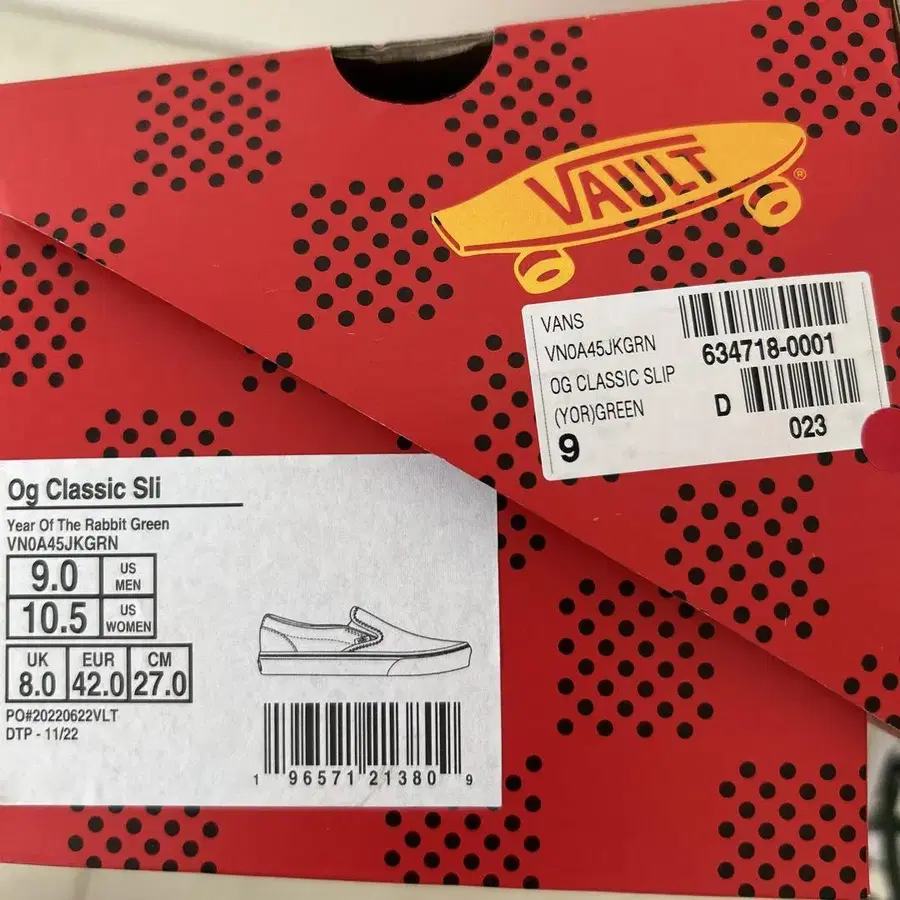 VAULT
®
VANS
VN0A45JKGRN
OG CLASSIC SLIP
(YOR)GREEN
9
634718-0001
D
023
Og Classic Sli
Year Of The Rabbit Green
VN0A45JKGRN
9.0 US MEN
10.5 US WOMEN
UK EUR CM
8.0 42.0 27.0
PO#20220622VLT
DTP - 11/22
1 96571 21380 9